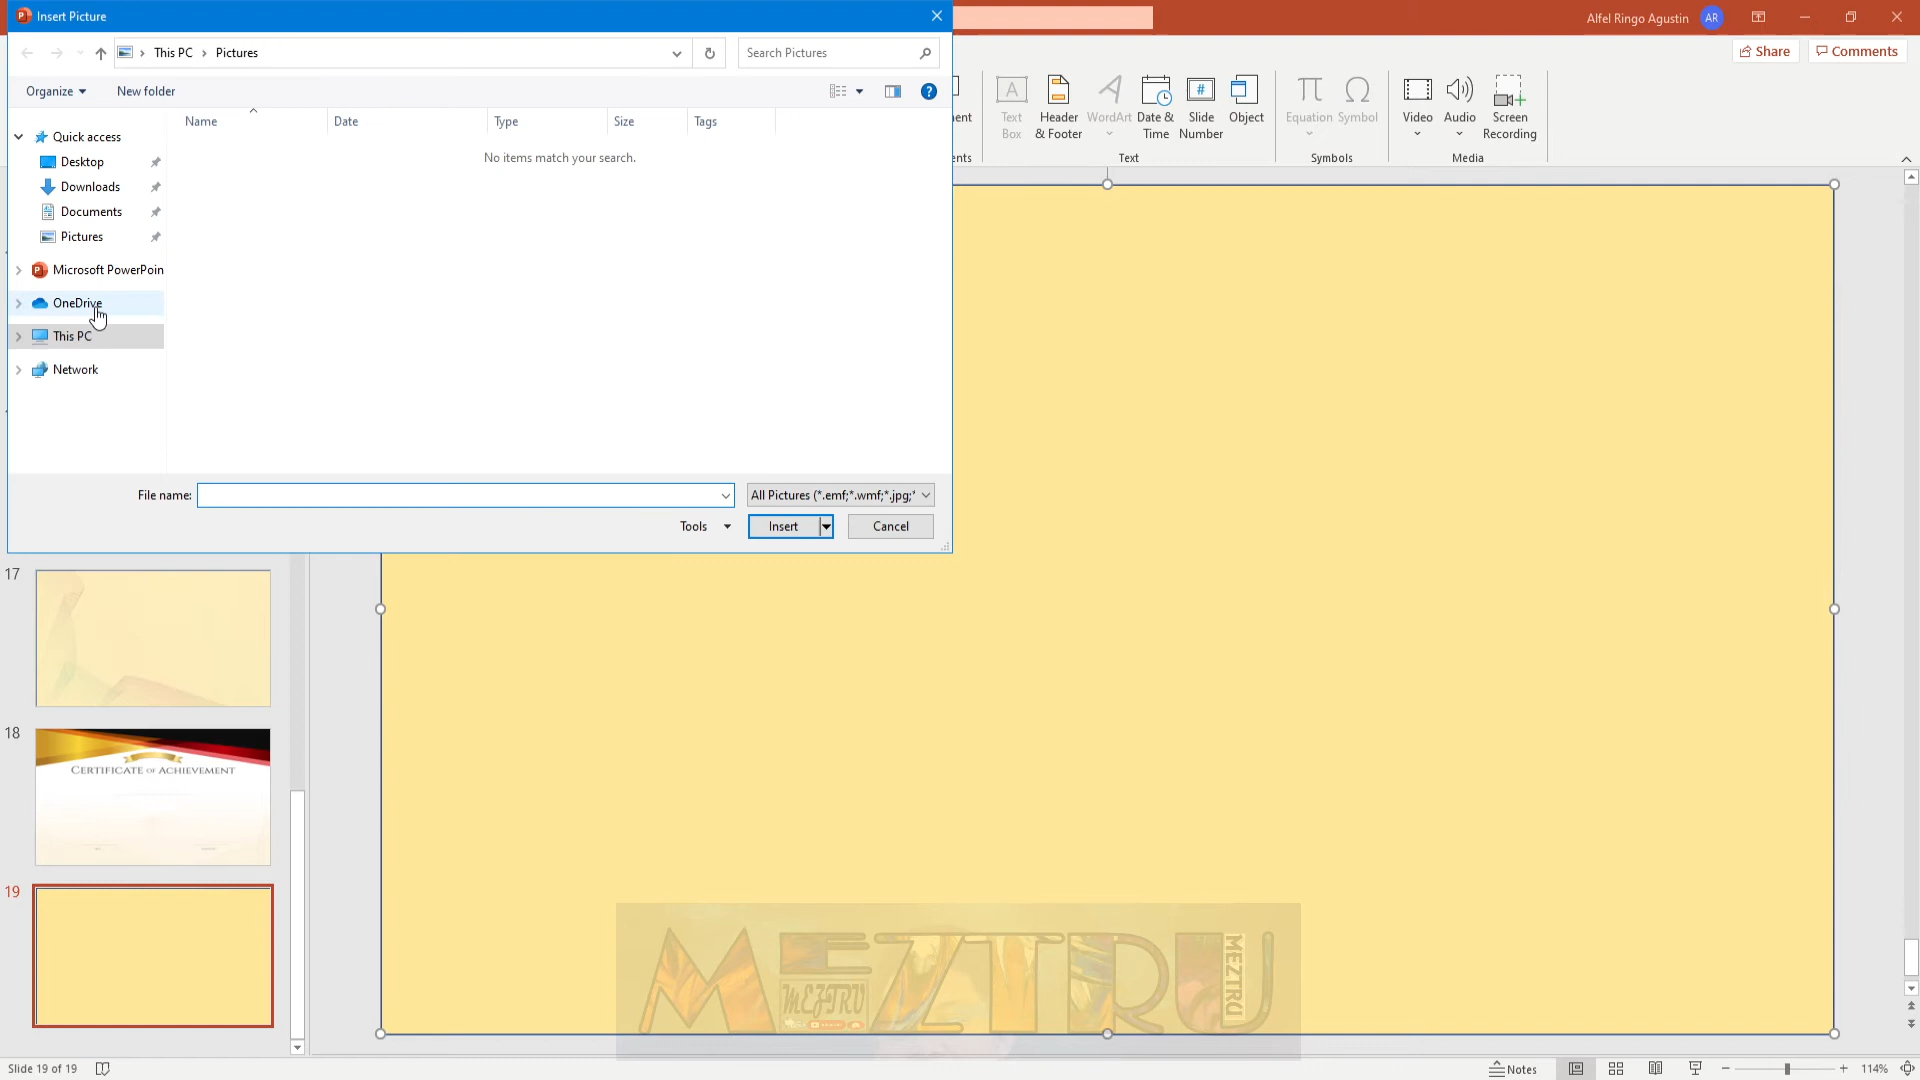 Insert Picture
Alfel Ringo Agustin
AR
This PC
Pictures
Search Pictures
Share
Comments
Organize
New folder
Name
Date
Type
Size
Tags
No items match your search.
Quick access
Desktop
Downloads
Documents
Pictures
Microsoft PowerPoin
OneDrive
This PC
Network
File name:
All Pictures (*.emf;*.wmf;*.jpg;*
Tools
Insert
Cancel
Text Box
Header & Footer
WordArt
Date & Time
Slide Number
Object
Text
Equation
Symbol
Symbols
Video
Audio
Screen Recording
Media
17
18
CERTIFICATE OF ACHIEVEMENT
19
MEZTRU
MEZTRU
MEZTRU
Slide 19 of 19
Notes
114%